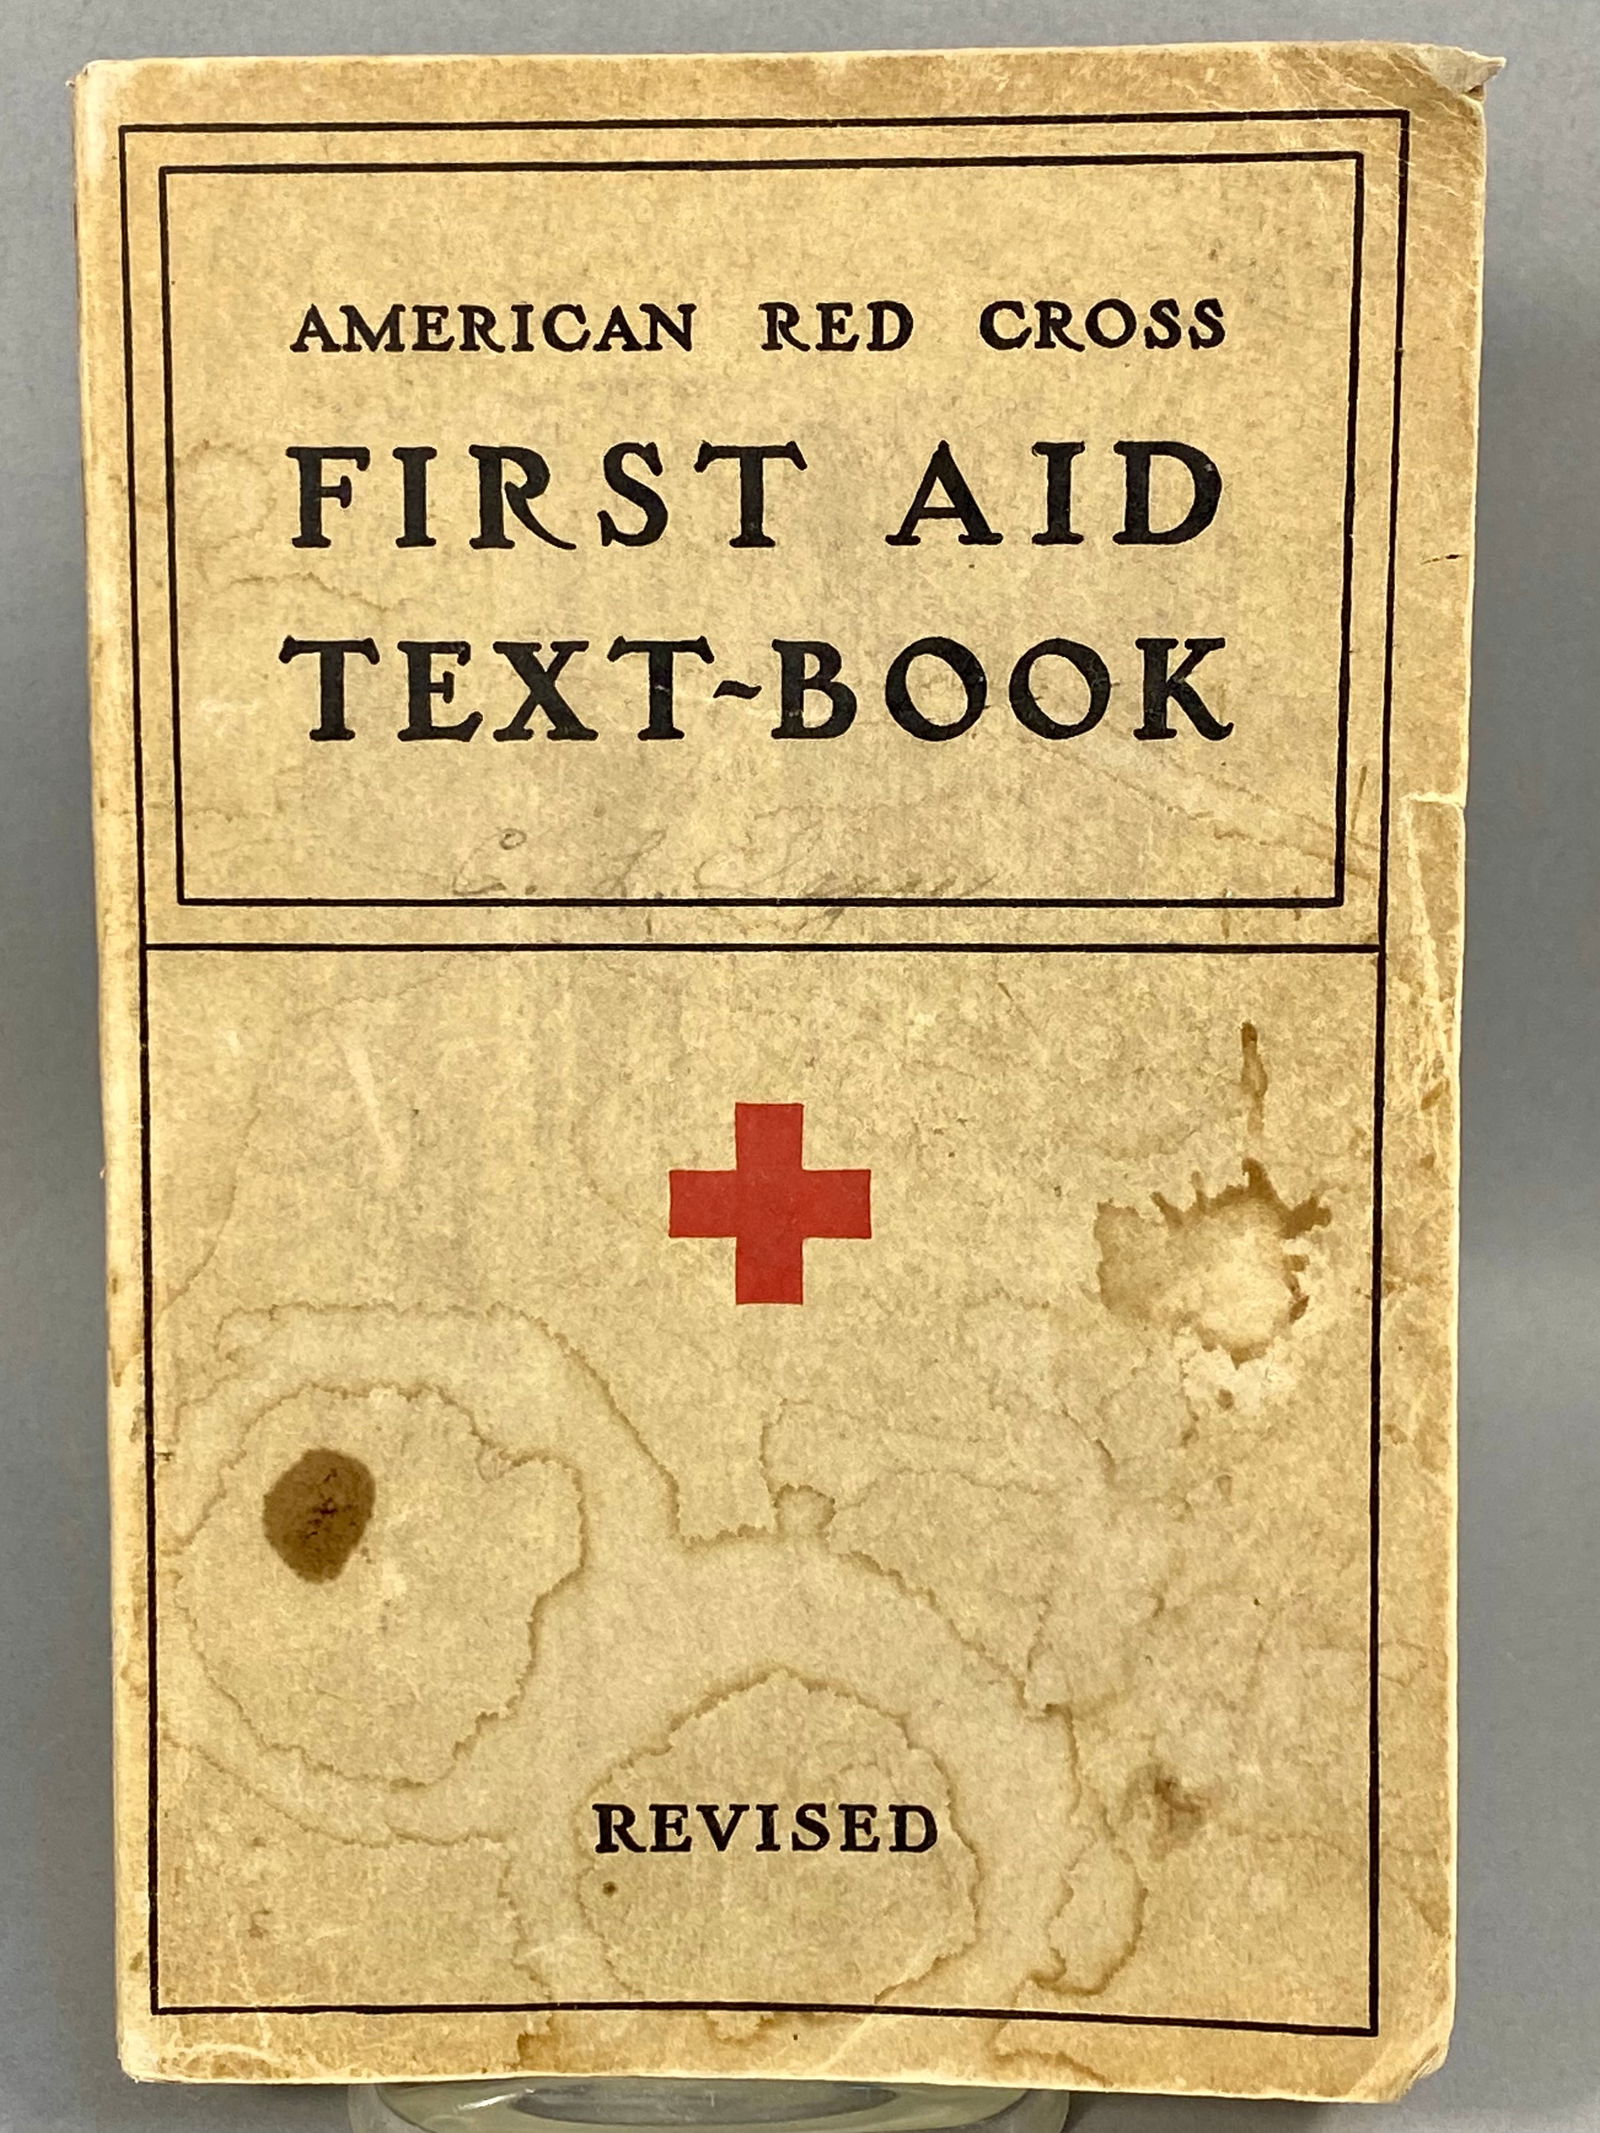 AMERICAN RED CROSS
FIRST AID
TEXT-BOOK
C. L.
REVISED